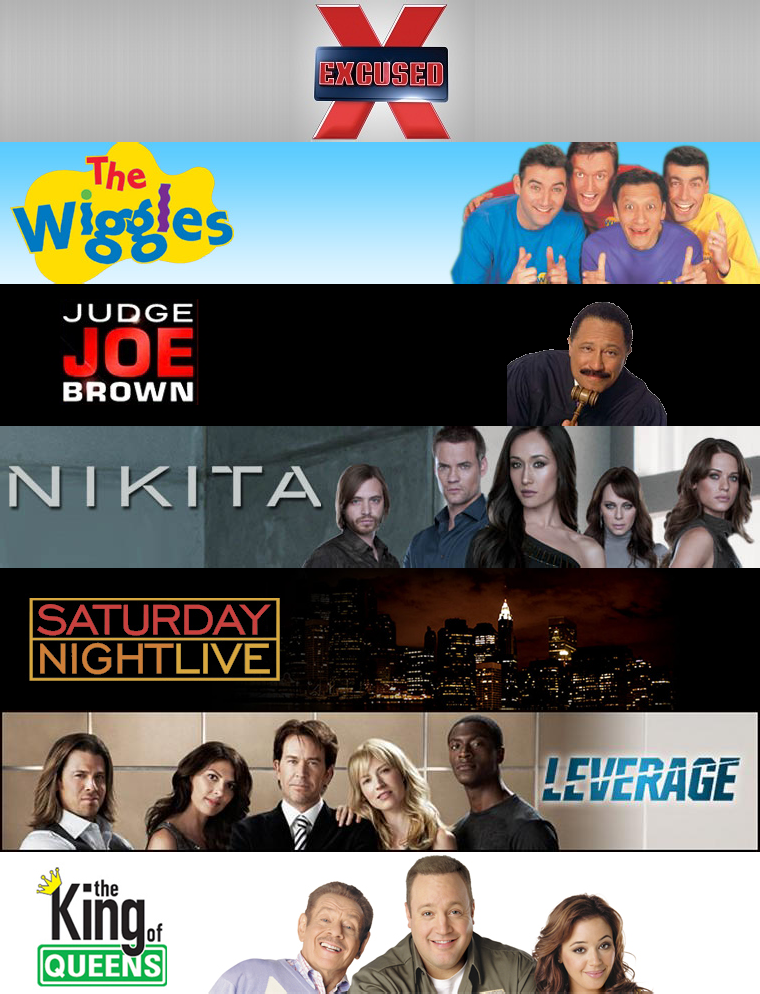 EXCUSED
The
Wiggles
JUDGE
JOE
BROWN
NIKITA
SATURDAY
NIGHT LIVE
LEVERAGE
the
King of
QUEENS